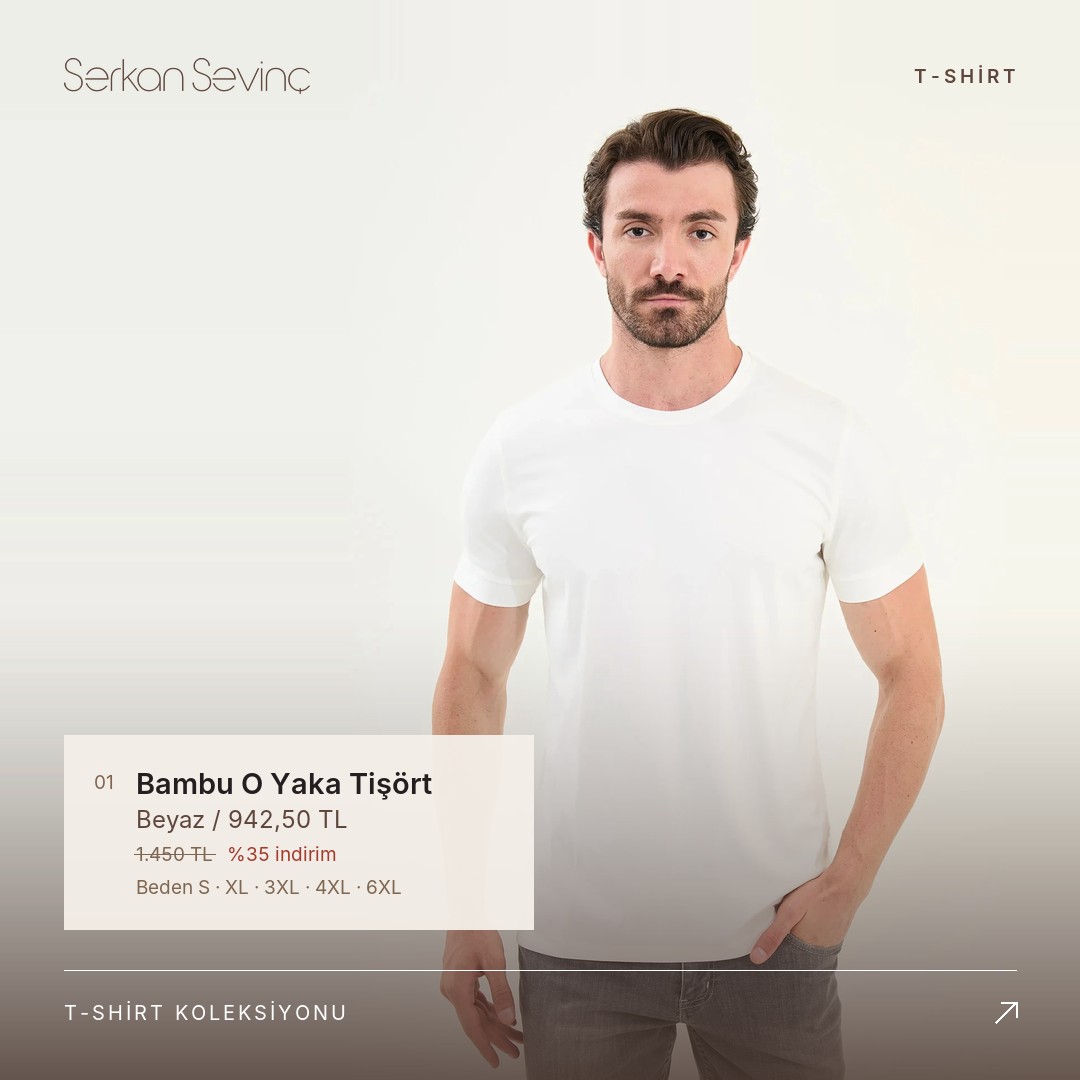 Serkan Sevinç
T-SHİRT
01 Bambu O Yaka Tişört
Beyaz / 942,50 TL
1.450 TL %35 indirim
Beden S · XL · 3XL · 4XL · 6XL
T-SHİRT KOLEKSİYONU